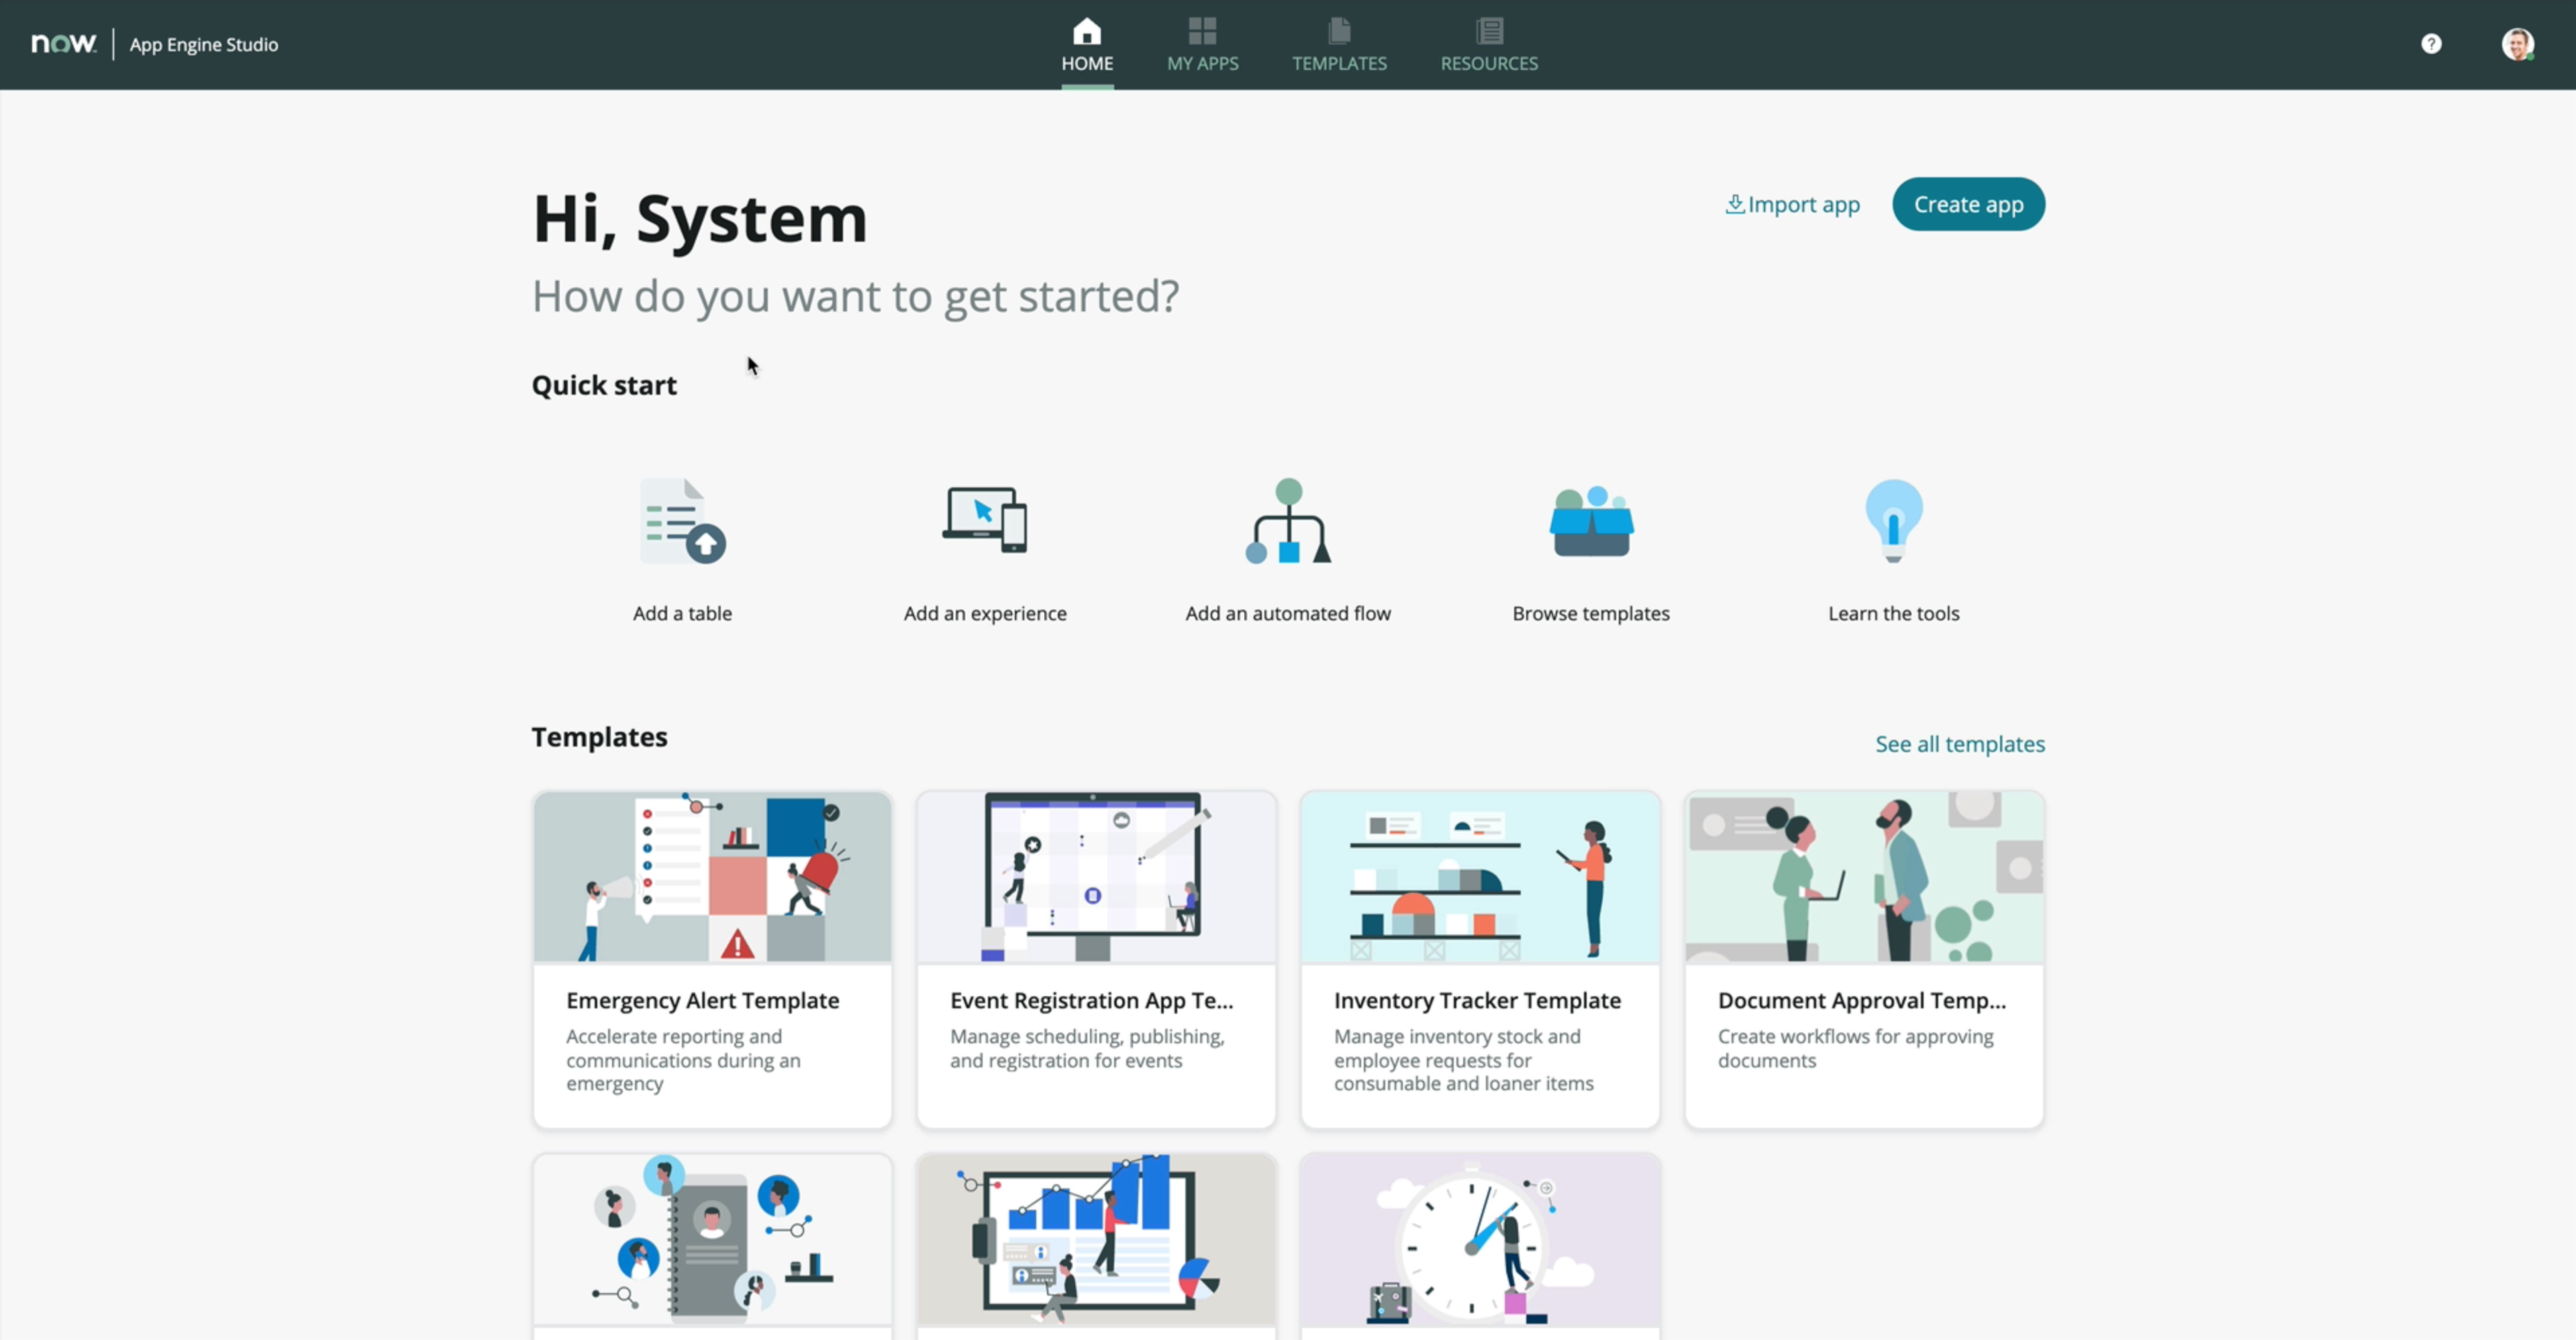 now
App Engine Studio
HOME
MY APPS
TEMPLATES
RESOURCES
?
Hi, System
Import app
Create app
How do you want to get started?
Quick start
Add a table
Add an experience
Add an automated flow
Browse templates
Learn the tools
Templates
See all templates
Emergency Alert Template
Accelerate reporting and
communications during an
emergency
Event Registration App Te...
Manage scheduling, publishing,
and registration for events
Inventory Tracker Template
Manage inventory stock and
employee requests for
consumable and loaner items
Document Approval Temp...
Create workflows for approving
documents